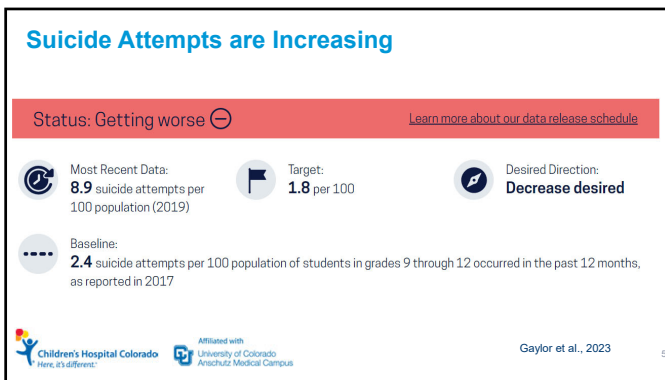 Suicide Attempts are Increasing
Status: Getting worse
Learn more about our data release schedule
Most Recent Data:
8.9 suicide attempts per
100 population (2019)
Target:
1.8 per 100
Desired Direction:
Decrease desired
Baseline:
2.4 suicide attempts per 100 population of students in grades 9 through 12 occurred in the past 12 months,
as reported in 2017
Children's Hospital Colorado
Here, it's different.™
Affiliated with
University of Colorado
Anschutz Medical Campus
Gaylor et al., 2023
5